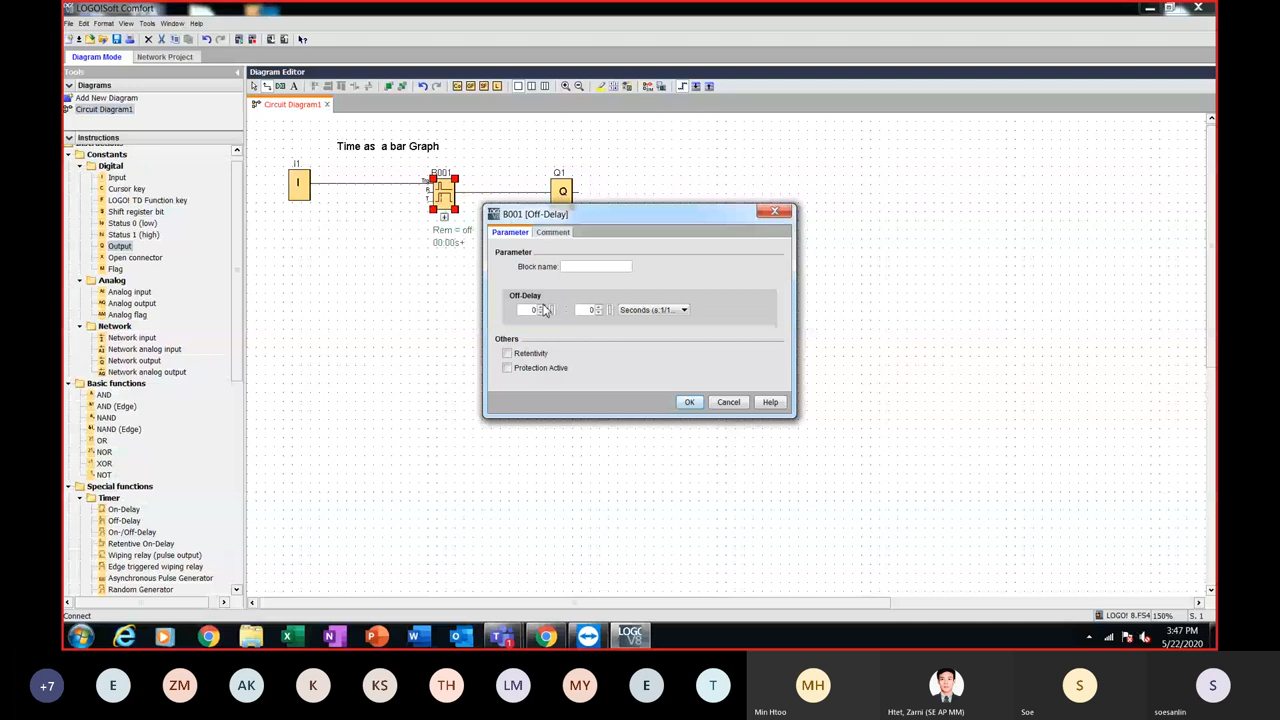 LOGO!Soft Comfort
File Edit Format View Tools Window Help
Diagram Mode Network Project
Tools
Diagrams
Add New Diagram
Circuit Diagram1
Instructions
Instructions
Constants
Digital
Input
Cursor key
LOGO! TD Function key
Shift register bit
Status 0 (low)
Status 1 (high)
Output
Open connector
Flag
Analog
Analog input
Analog output
Analog flag
Network
Network input
Network analog input
Network output
Network analog output
Basic functions
AND
AND (Edge)
NAND
NAND (Edge)
OR
NOR
XOR
NOT
Special functions
Timer
On-Delay
Off-Delay
On-/Off-Delay
Retentive On-Delay
Wiping relay (pulse output)
Edge triggered wiping relay
Asynchronous Pulse Generator
Random Generator
Connect
Diagram Editor
Circuit Diagram1
Time as a bar Graph
I1
I
B001
Trg
R
T
Q1
Q
Rem = off
00:00s+
B001 [Off-Delay]
Parameter Comment
Parameter
Block name:
Off-Delay
0 : 0 Seconds (s:1/1...
Others
Retentivity
Protection Active
OK Cancel Help
LOGO! 8.FS4 150% S. 1
3:47 PM
5/22/2020
+7 E ZM AK K KS TH LM MY E T MH S S
Min Htoo Htet, Zarni (SE AP MM) Soe soesanlin